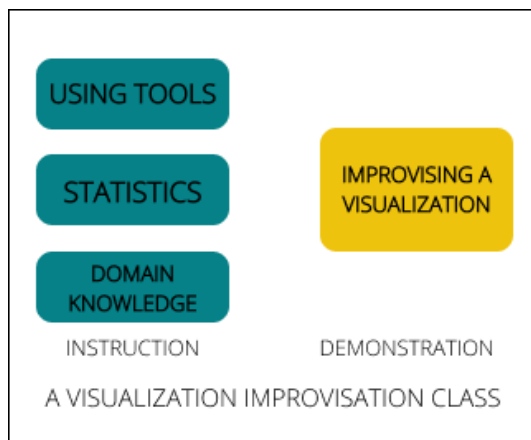 USING TOOLS
STATISTICS
DOMAIN
KNOWLEDGE
INSTRUCTION
IMPROVISING A
VISUALIZATION
DEMONSTRATION
A VISUALIZATION IMPROVISATION CLASS